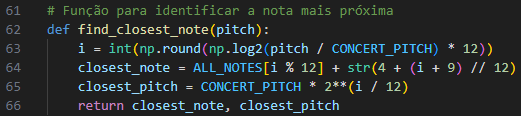 61 # Função para identificar a nota mais próxima
62 def find_closest_note(pitch):
63     i = int(np.round(np.log2(pitch / CONCERT_PITCH) * 12))
64     closest_note = ALL_NOTES[i % 12] + str(4 + (i + 9) // 12)
65     closest_pitch = CONCERT_PITCH * 2**(i / 12)
66     return closest_note, closest_pitch